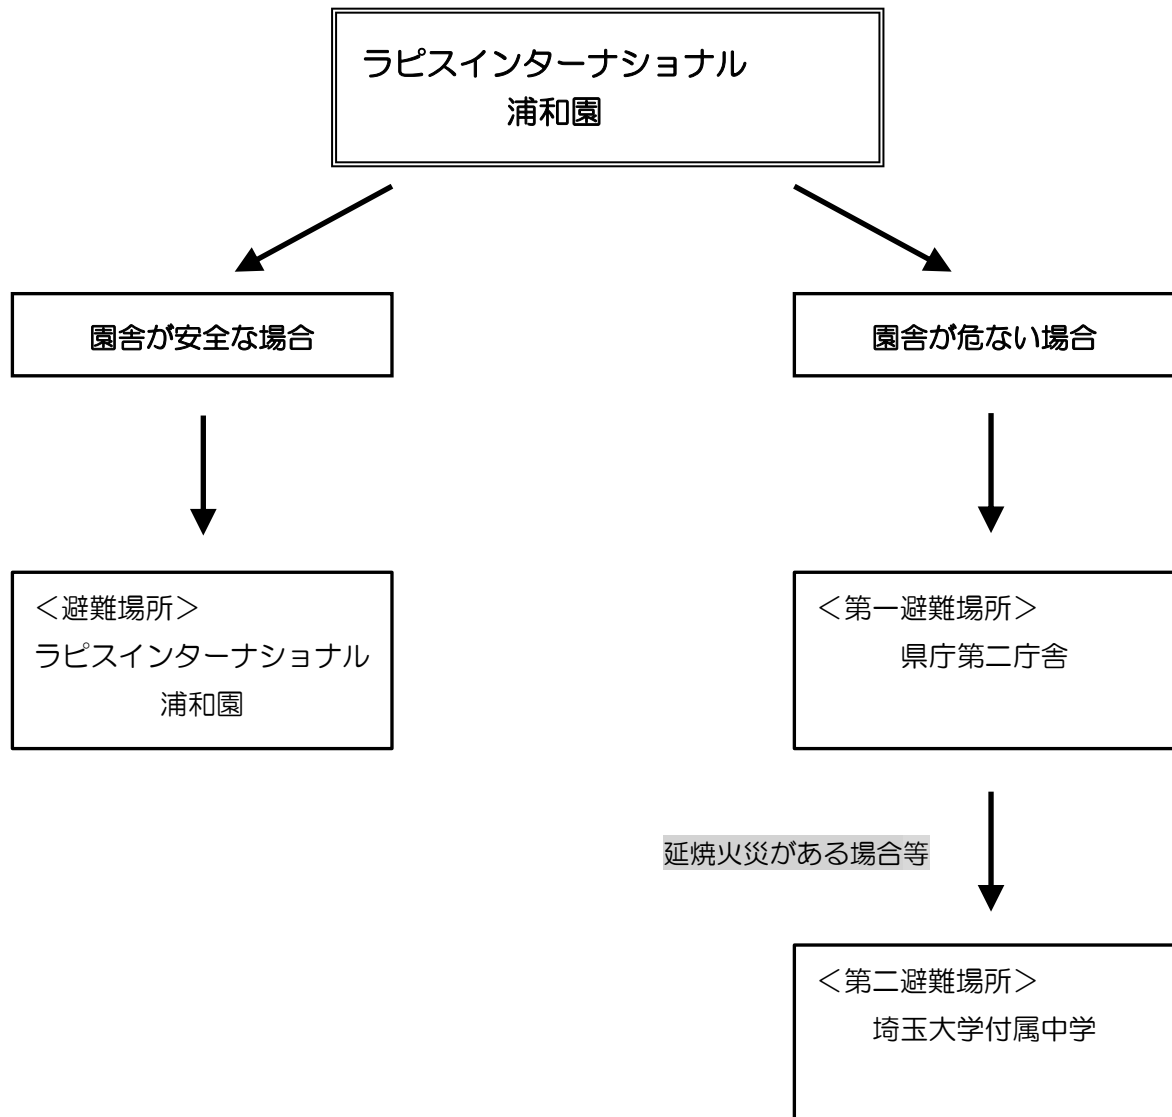 ラピスインターナショナル
浦和園
園舎が安全な場合
園舎が危ない場合
＜避難場所＞
ラピスインターナショナル
浦和園
＜第一避難場所＞
県庁第二庁舎
延焼火災がある場合等
＜第二避難場所＞
埼玉大学付属中学